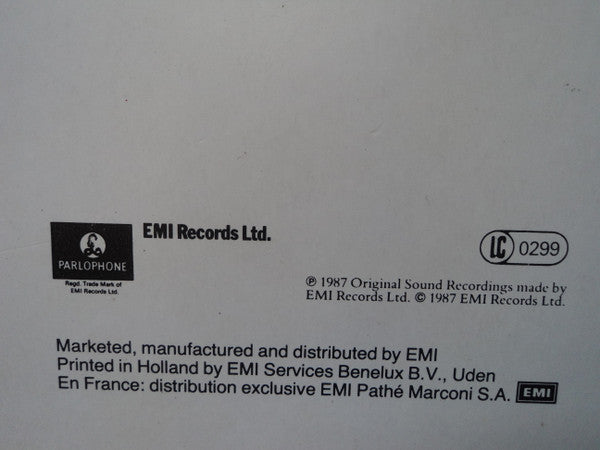 EMI Records Ltd.
PARLOPHONE
Regd. Trade Mark of
EMI Records Ltd.
LC 0299
℗ 1987 Original Sound Recordings made by
EMI Records Ltd. © 1987 EMI Records Ltd.
Marketed, manufactured and distributed by EMI
Printed in Holland by EMI Services Benelux B.V., Uden
En France: distribution exclusive EMI Pathé Marconi S.A. EMI